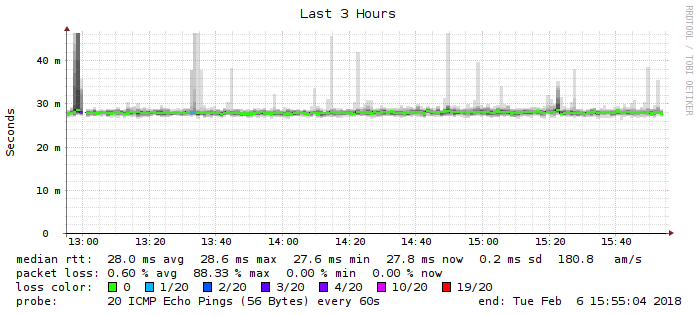 Last 3 Hours
RRDTOOL / TOBI OETIKER
Seconds
40 m
30 m
20 m
10 m
0
13:00 13:20 13:40 14:00 14:20 14:40 15:00 15:20 15:40
median rtt: 28.0 ms avg 28.6 ms max 27.6 ms min 27.8 ms now 0.2 ms sd 180.8 am/s
packet loss: 0.60 % avg 88.33 % max 0.00 % min 0.00 % now
loss color: 0 1/20 2/20 3/20 4/20 10/20 19/20
probe: 20 ICMP Echo Pings (56 Bytes) every 60s end: Tue Feb 6 15:55:04 2018